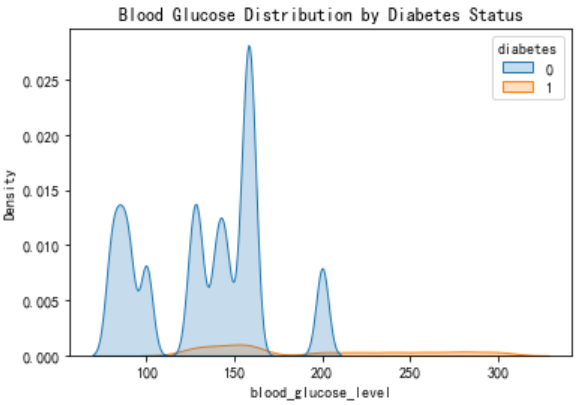 Blood Glucose Distribution by Diabetes Status
diabetes
0
1
Density
0.025
0.020
0.015
0.010
0.005
0.000
100 150 200 250 300
blood_glucose_level